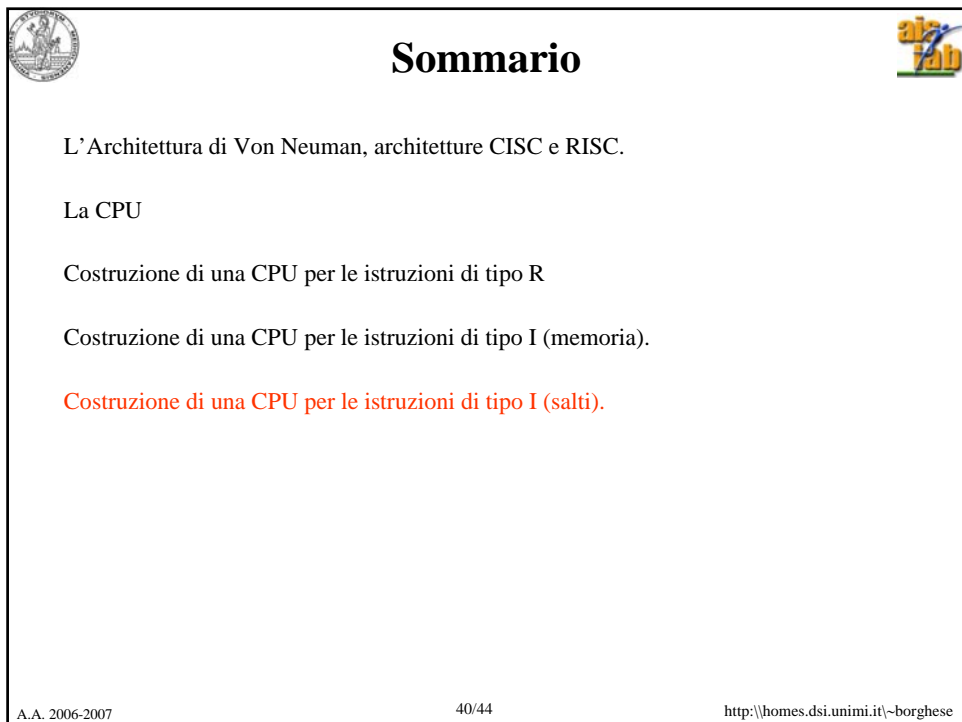 Sommario
ais
lab
L'Architettura di Von Neuman, architetture CISC e RISC.
La CPU
Costruzione di una CPU per le istruzioni di tipo R
Costruzione di una CPU per le istruzioni di tipo I (memoria).
Costruzione di una CPU per le istruzioni di tipo I (salti).
A.A. 2006-2007
40/44
http:\\homes.dsi.unimi.it\~borghese